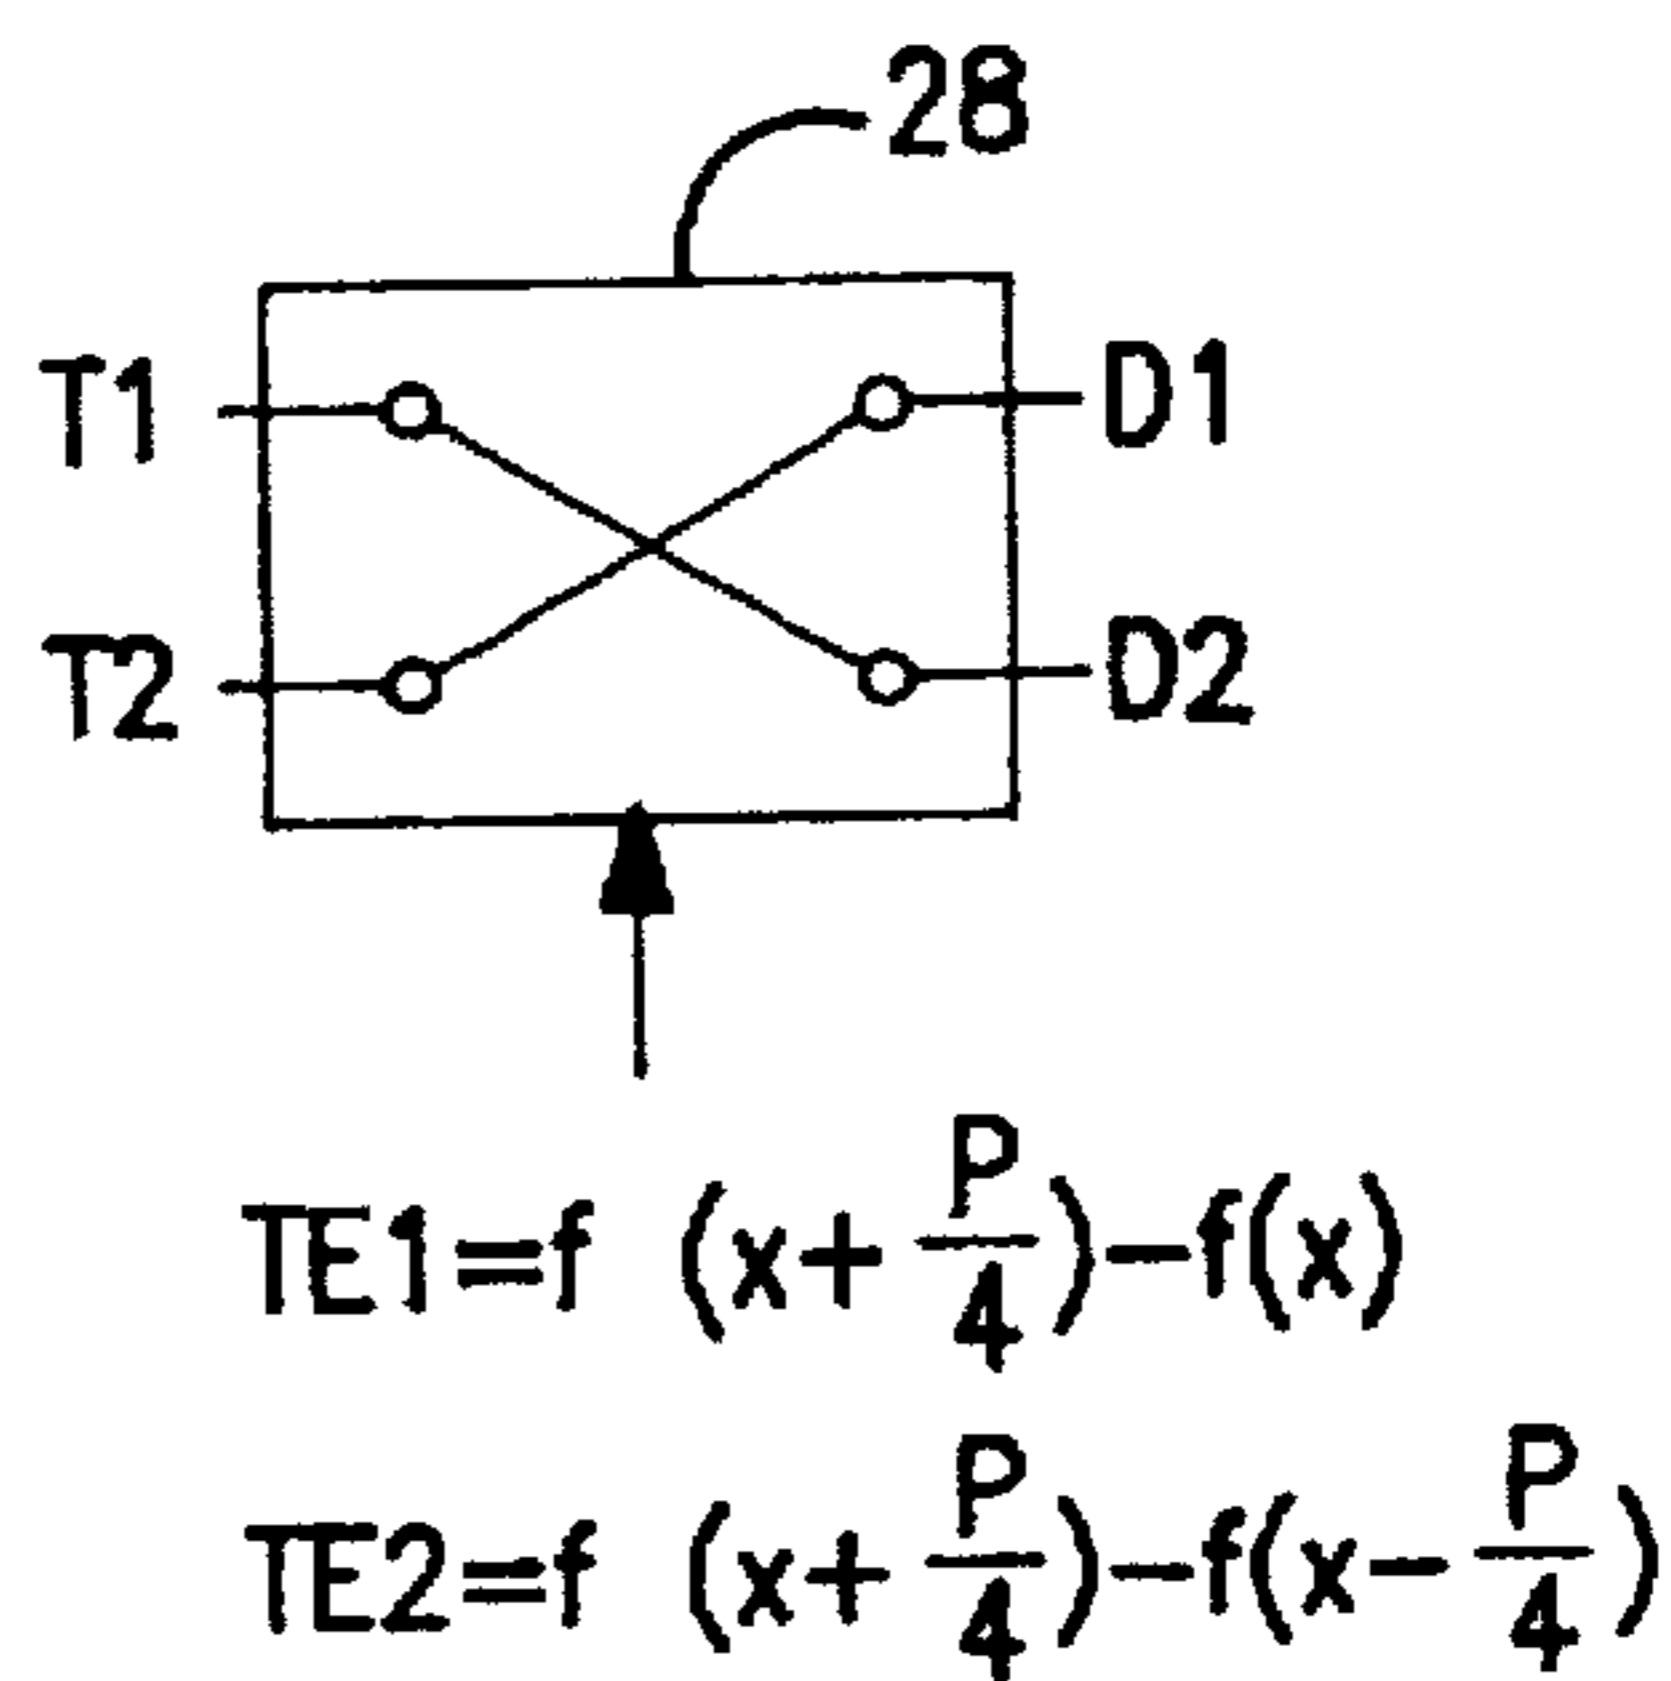 28
T1 D1
T2 D2
TE1=f (x+P/4)-f(x)
TE2=f (x+P/4)-f(x-P/4)